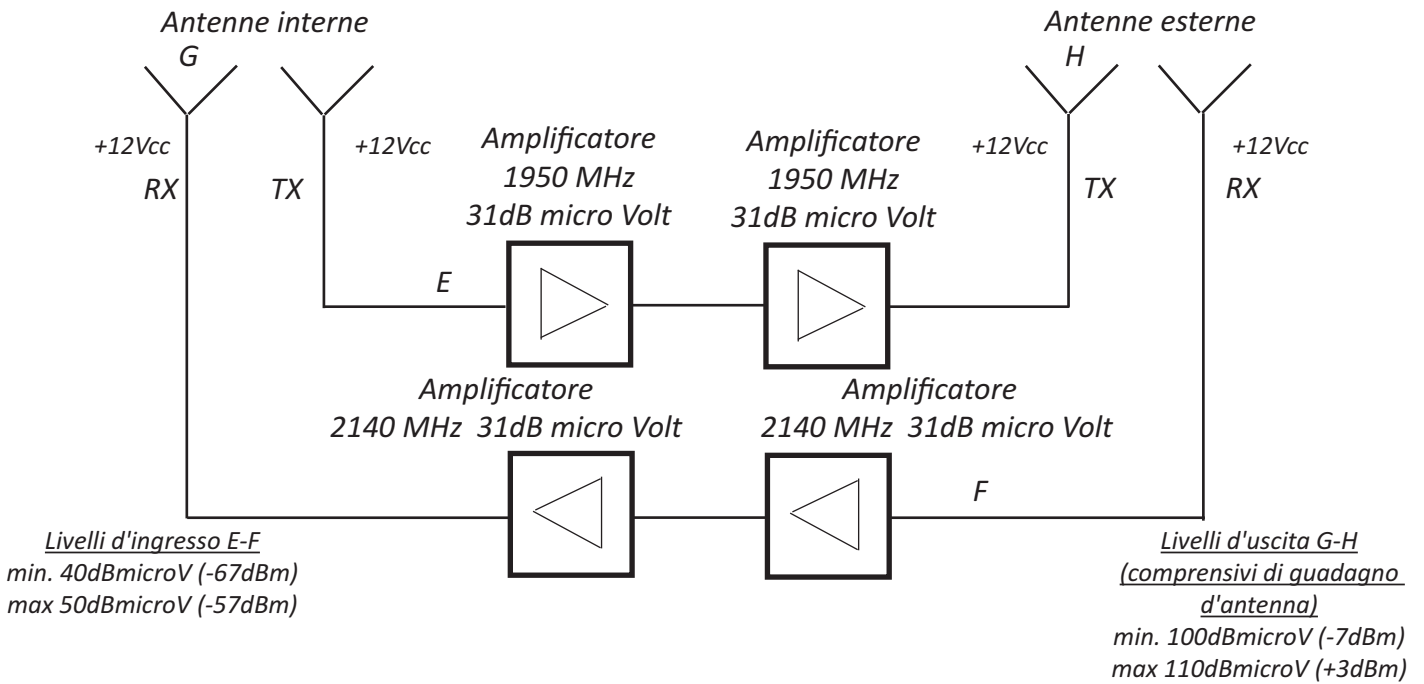 Antenne interne
G
Antenne esterne
H
+12Vcc
RX
TX
+12Vcc
Amplificatore
1950 MHz
31dB micro Volt
Amplificatore
1950 MHz
31dB micro Volt
+12Vcc
TX
+12Vcc
RX
E
Amplificatore
2140 MHz 31dB micro Volt
Amplificatore
2140 MHz 31dB micro Volt
F
Livelli d'ingresso E-F
min. 40dBmicroV (-67dBm)
max 50dBmicroV (-57dBm)
Livelli d'uscita G-H
(comprensivi di guadagno
d'antenna)
min. 100dBmicroV (-7dBm)
max 110dBmicroV (+3dBm)